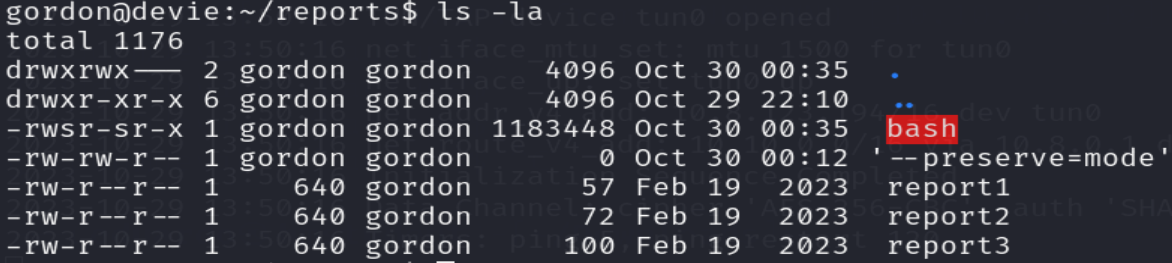 gordon@devie:~/reports$ ls -la
total 1176
drwxrwx--- 2 gordon gordon 4096 Oct 30 00:35 .
drwxr-xr-x 6 gordon gordon 4096 Oct 29 22:10 ..
-rwsr-sr-x 1 gordon gordon 1183448 Oct 30 00:35 bash
-rw-rw-r-- 1 gordon gordon 0 Oct 30 00:12 '--preserve=mode'
-rw-r--r-- 1 640 gordon 57 Feb 19 2023 report1
-rw-r--r-- 1 640 gordon 72 Feb 19 2023 report2
-rw-r--r-- 1 640 gordon 100 Feb 19 2023 report3